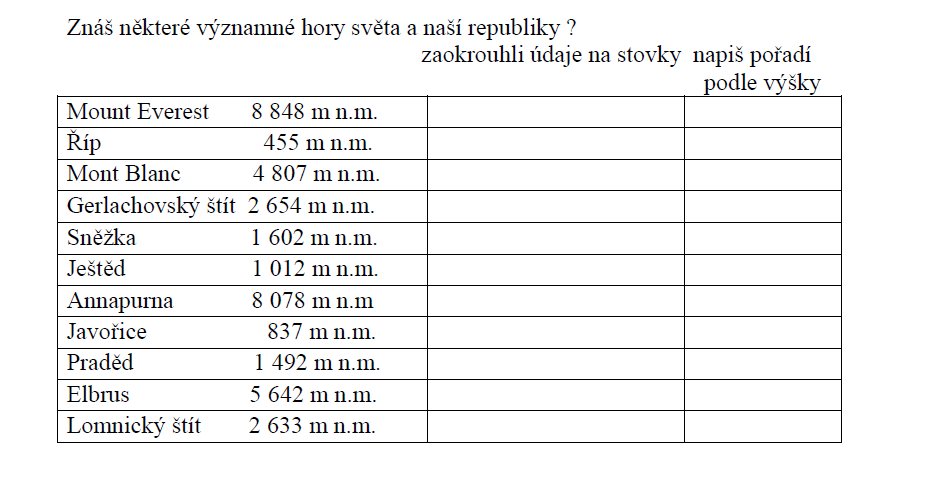 Znáš některé významné hory světa a naší republiky ?
zaokrouhli údaje na stovky napiš pořadí
podle výšky
Mount Everest 8 848 m n.m.
Říp 455 m n.m.
Mont Blanc 4 807 m n.m.
Gerlachovský štít 2 654 m n.m.
Sněžka 1 602 m n.m.
Ještěd 1 012 m n.m.
Annapurna 8 078 m n.m
Javořice 837 m n.m.
Praděd 1 492 m n.m.
Elbrus 5 642 m n.m.
Lomnický štít 2 633 m n.m.